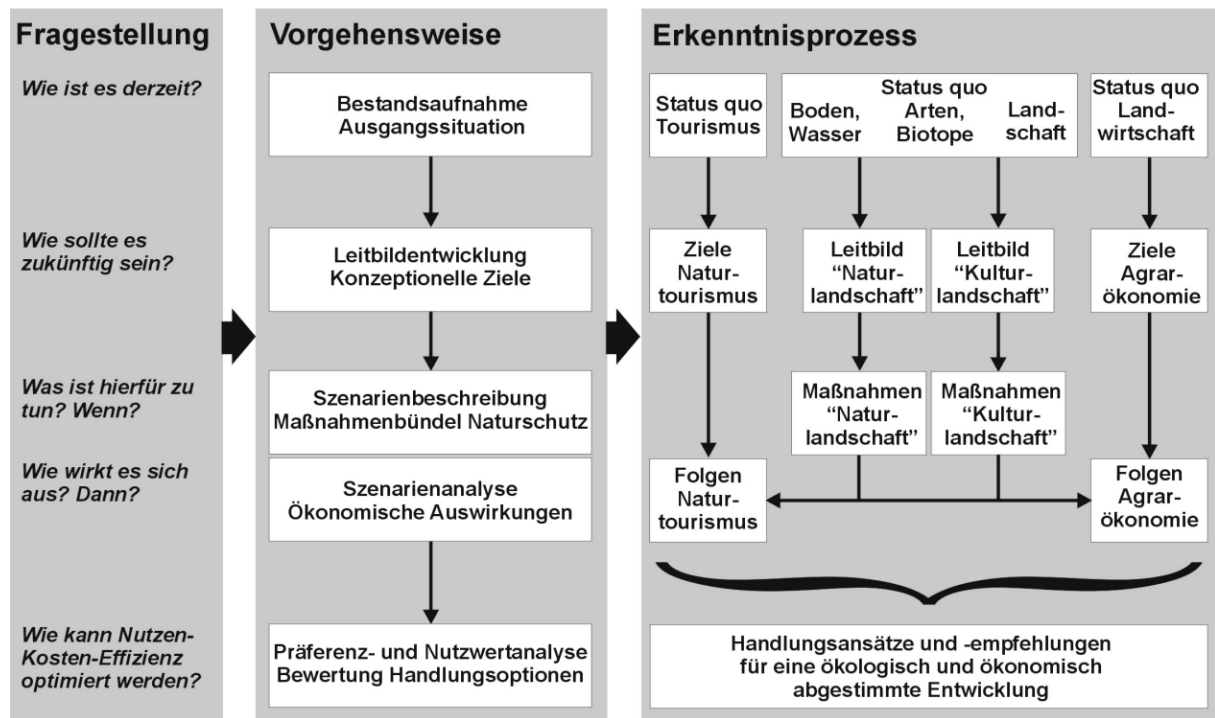 Fragestellung
Wie ist es derzeit?
Wie sollte es
zukünftig sein?
Was ist hierfür zu
tun? Wenn?
Wie wirkt es sich
aus? Dann?
Wie kann Nutzen-
Kosten-Effizienz
optimiert werden?
Vorgehensweise
Bestandsaufnahme
Ausgangssituation
Leitbildentwicklung
Konzeptionelle Ziele
Szenarienbeschreibung
Maßnahmenbündel Naturschutz
Szenarienanalyse
Ökonomische Auswirkungen
Präferenz- und Nutzwertanalyse
Bewertung Handlungsoptionen
Erkenntnisprozess
Status quo
Tourismus
Status quo
Boden,
Wasser
Arten,
Biotope
Land-
schaft
Status quo
Land-
wirtschaft
Ziele
Natur-
tourismus
Leitbild
“Natur-
landschaft”
Leitbild
“Kultur-
landschaft”
Ziele
Agrar-
ökonomie
Maßnahmen
“Natur-
landschaft”
Maßnahmen
“Kultur-
landschaft”
Folgen
Natur-
tourismus
Folgen
Agrar-
ökonomie
Handlungsansätze und -empfehlungen
für eine ökologisch und ökonomisch
abgestimmte Entwicklung